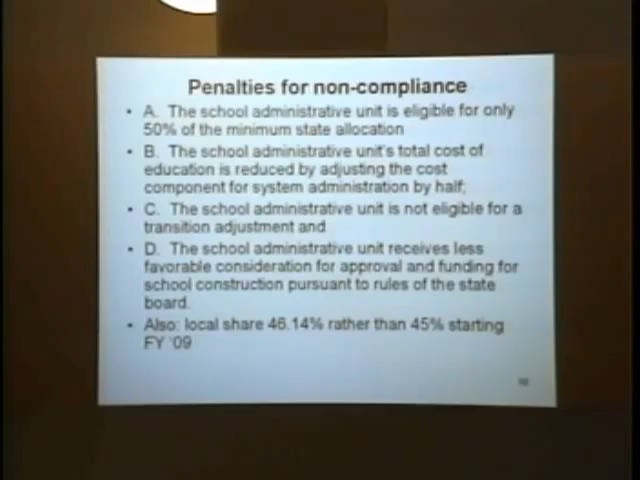 Penalties for non-compliance
• A. The school administrative unit is eligible for only
50% of the minimum state allocation
• B. The school administrative unit's total cost of
education is reduced by adjusting the cost
component for system administration by half;
• C. The school administrative unit is not eligible for a
transition adjustment and
• D. The school administrative unit receives less
favorable consideration for approval and funding for
school construction pursuant to rules of the state
board.
• Also: local share 46.14% rather than 45% starting
FY '09